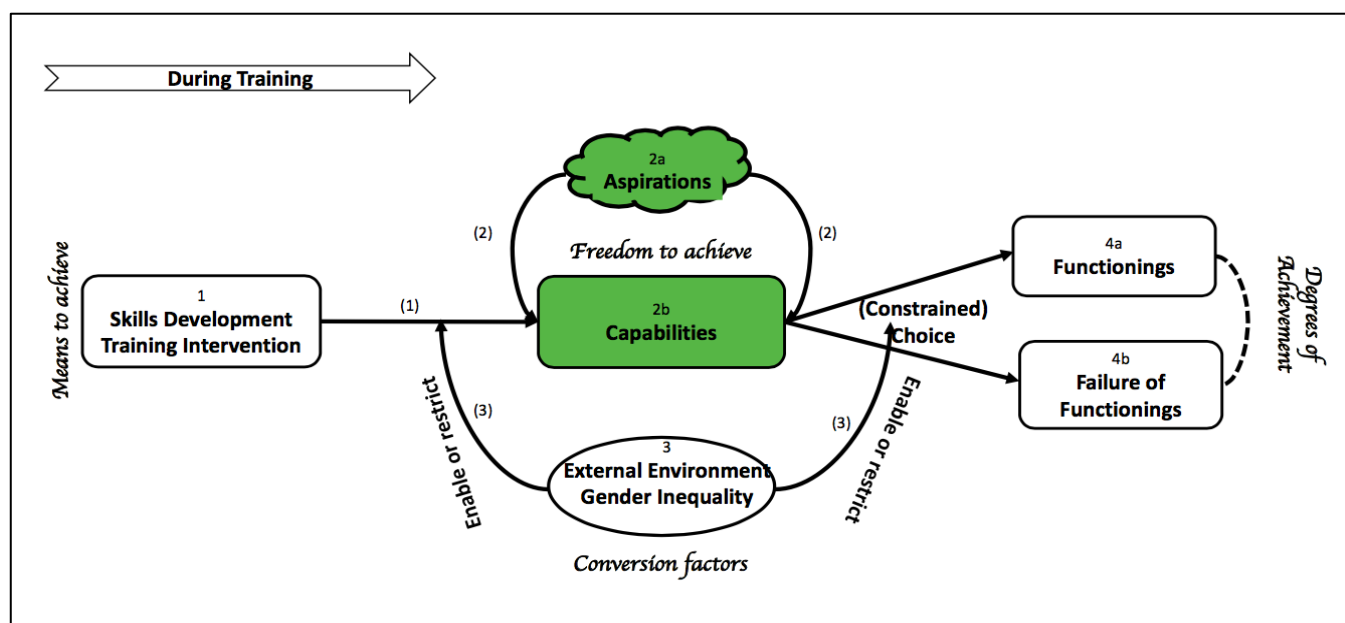 During Training
2a
Aspirations
(2)
(2)
Freedom to achieve
Means to achieve
1
Skills Development
Training Intervention
(1)
2b
Capabilities
(Constrained)
Choice
4a
Functionings
4b
Failure of
Functionings
Degrees of
Achievement
Enable or restrict
(3)
3
External Environment
Gender Inequality
(3)
Enable or restrict
Conversion factors